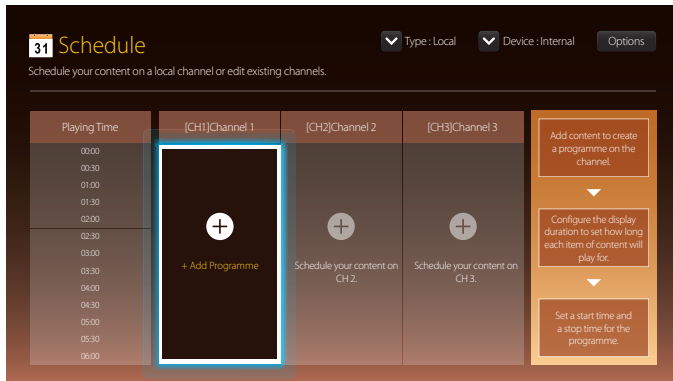 31 Schedule
Type : Local
Device : Internal
Options
Schedule your content on a local channel or edit existing channels.
Playing Time
[CH1]Channel 1
[CH2]Channel 2
[CH3]Channel 3
00:00
00:30
01:00
01:30
02:00
02:30
03:00
03:30
04:00
04:30
05:00
05:30
06:00
+ Add Programme
Schedule your content on
CH 2.
Schedule your content on
CH 3.
Add content to create
a programme on the
channel.
Configure the display
duration to set how long
each item of content will
play for.
Set a start time and
a stop time for the
programme.